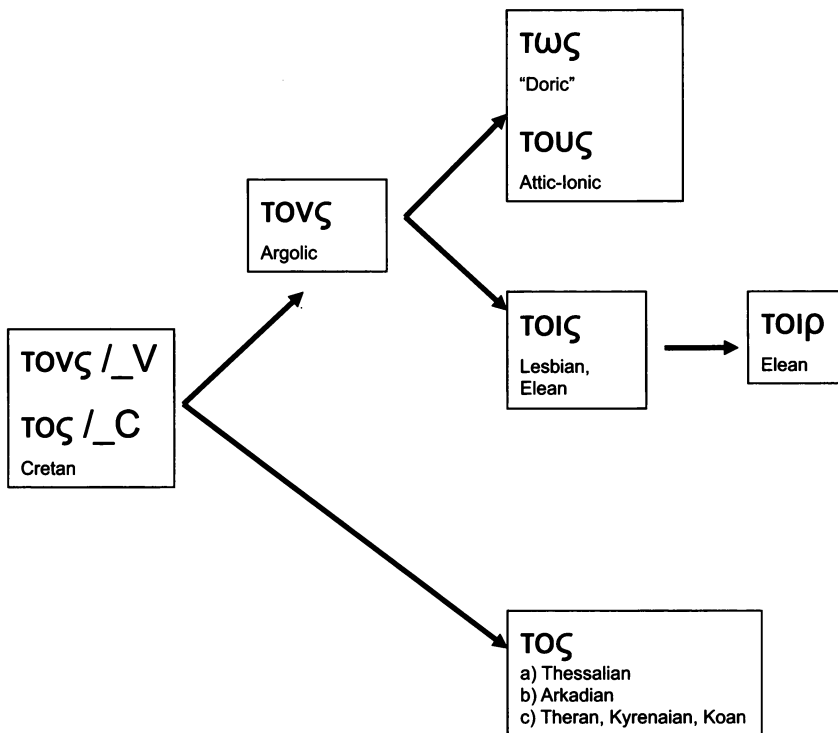 τως
“Doric”
τους
Attic-Ionic
τονς
Argolic
τοις
Lesbian,
Elean
τοιρ
Elean
τονς /_V
τος /_C
Cretan
τος
a) Thessalian
b) Arkadian
c) Theran, Kyrenaian, Koan